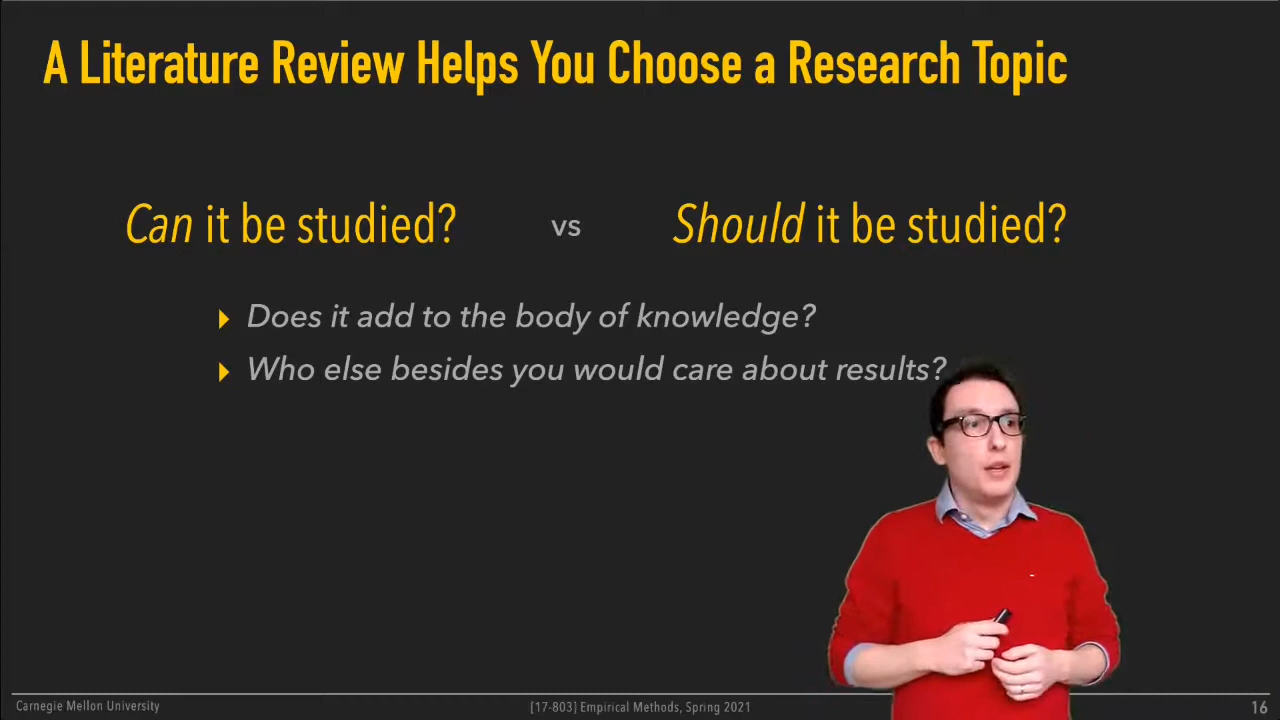 A Literature Review Helps You Choose a Research Topic
Can it be studied? vs Should it be studied?
Does it add to the body of knowledge?
Who else besides you would care about results?
Carnegie Mellon University [17-803] Empirical Methods, Spring 2021 16